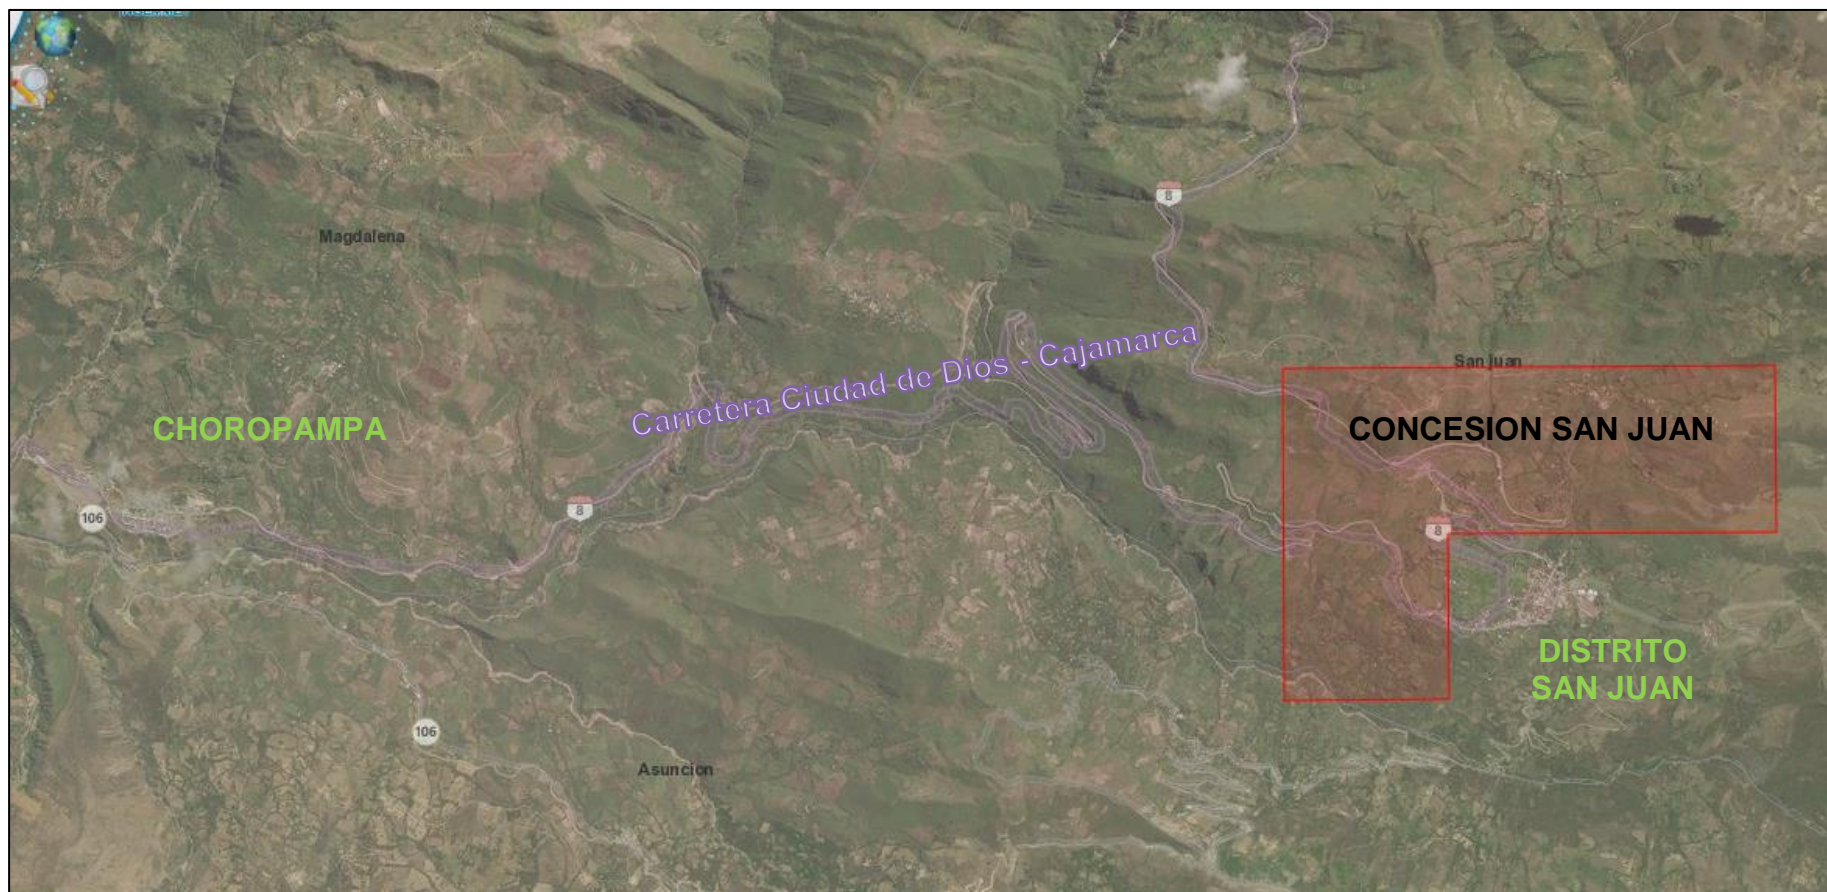 8
Magdalena
Carretera Ciudad de Dios - Cajamarca
San juan
CHOROPAMPA
CONCESION SAN JUAN
8
106
8
DISTRITO
SAN JUAN
106
Asuncion